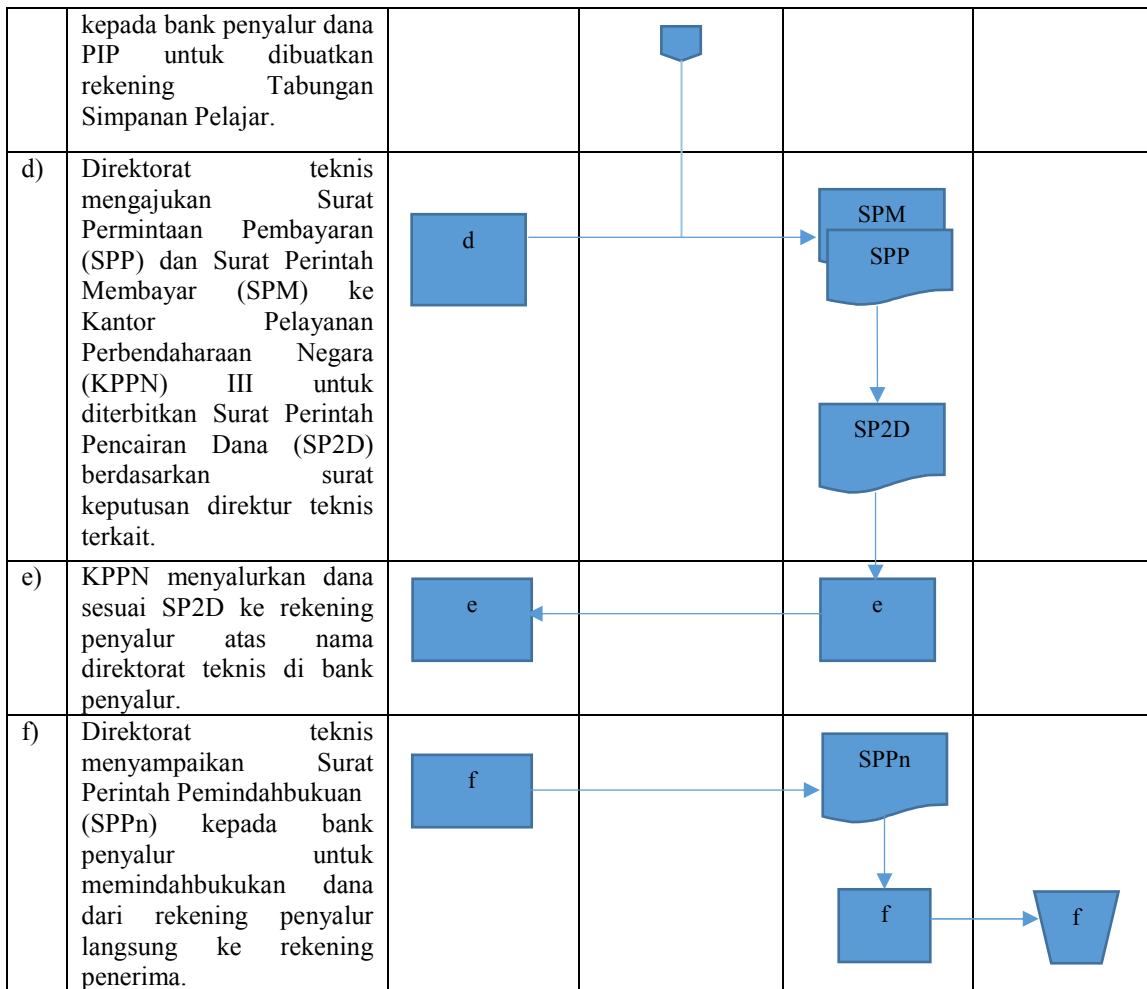 kepada bank penyalur dana
PIP untuk dibuatkan
rekening Tabungan
Simpanan Pelajar.
d)
Direktorat teknis
mengajukan Surat
Permintaan Pembayaran
(SPP) dan Surat Perintah
Membayar (SPM) ke
Kantor Pelayanan
Perbendaharaan Negara
(KPPN) III untuk
diterbitkan Surat Perintah
Pencairan Dana (SP2D)
berdasarkan surat
keputusan direktur teknis
terkait.
d
SPM
SPP
SP2D
e)
KPPN menyalurkan dana
sesuai SP2D ke rekening
penyalur atas nama
direktorat teknis di bank
penyalur.
e
e
f)
Direktorat teknis
menyampaikan Surat
Perintah Pemindahbukuan
(SPPn) kepada bank
penyalur untuk
memindahbukukan dana
dari rekening penyalur
langsung ke rekening
penerima.
f
SPPn
f
f